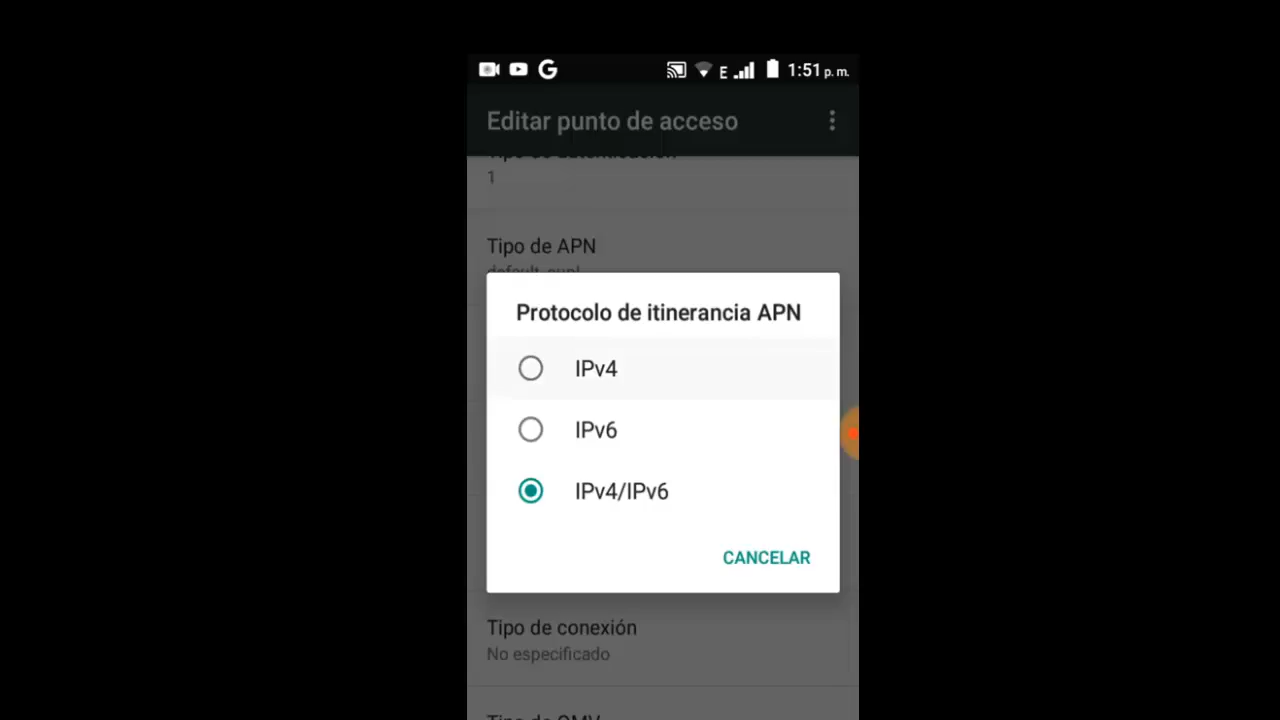 E 1:51 p. m.
Editar punto de acceso
1
Tipo de APN
Protocolo de itinerancia APN
IPv4
IPv6
IPv4/IPv6
CANCELAR
Tipo de conexión
No especificado